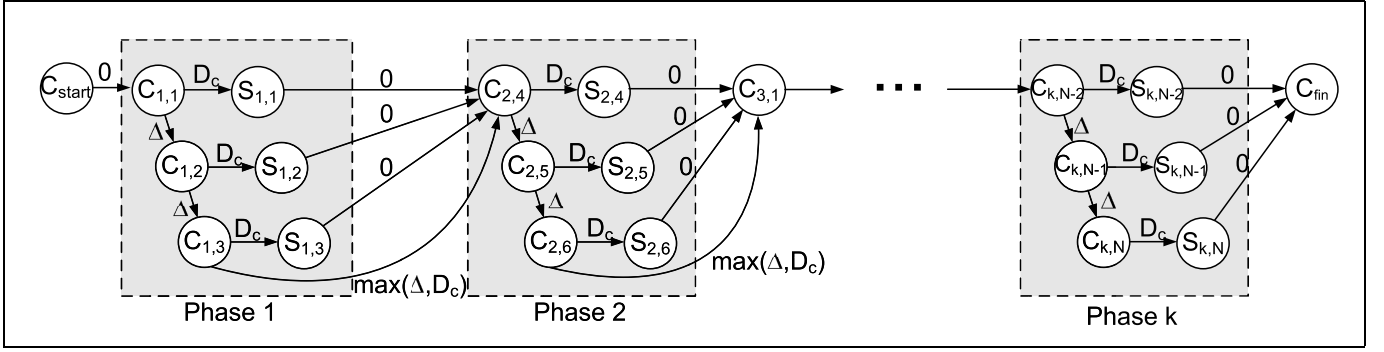 C_start 0 C_1,1 D_c S_1,1 0 C_2,4 D_c S_2,4 0 C_3,1 ... C_k,N-2 D_c S_k,N-2 0 C_fin
Δ 0 Δ 0 Δ 0
C_1,2 D_c S_1,2 0 C_2,5 D_c S_2,5 0 C_k,N-1 D_c S_k,N-1 0
Δ Δ Δ
C_1,3 D_c S_1,3 C_2,6 D_c S_2,6 C_k,N D_c S_k,N
max(Δ,D_c) max(Δ,D_c)
Phase 1 Phase 2 Phase k